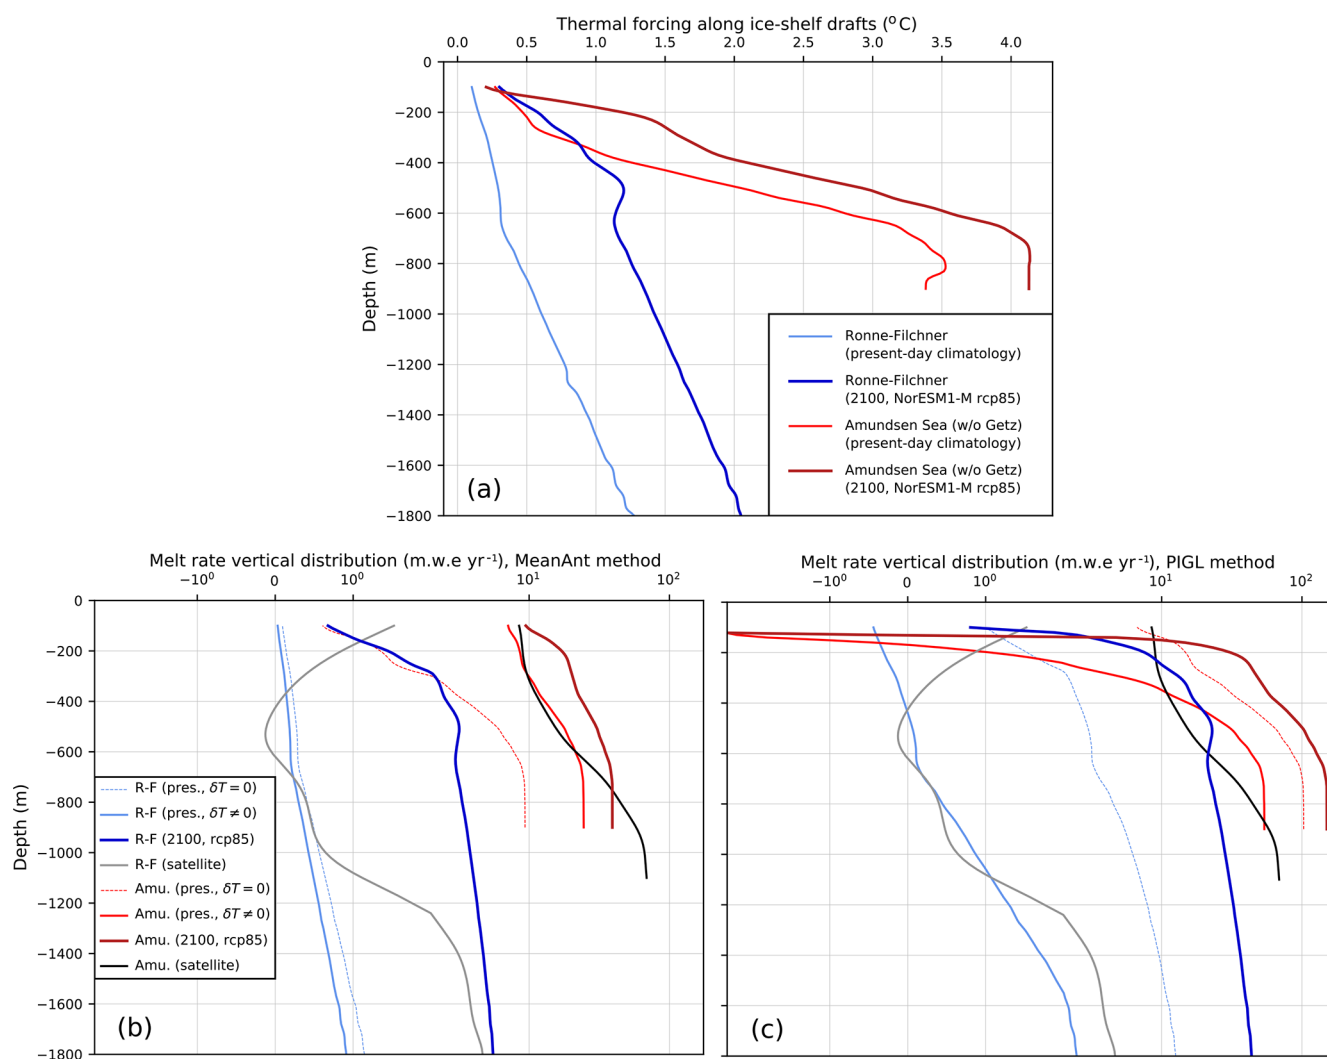 Thermal forcing along ice-shelf drafts (°C)
0.0 0.5 1.0 1.5 2.0 2.5 3.0 3.5 4.0
0
−200
−400
−600
−800
−1000
−1200
−1400
−1600
−1800
Depth (m)
Ronne-Filchner
(present-day climatology)
Ronne-Filchner
(2100, NorESM1-M rcp85)
Amundsen Sea (w/o Getz)
(present-day climatology)
Amundsen Sea (w/o Getz)
(2100, NorESM1-M rcp85)
(a)
Melt rate vertical distribution (m.w.e yr⁻¹), MeanAnt method
−10⁰ 0 10⁰ 10¹ 10²
0
−200
−400
−600
−800
−1000
−1200
−1400
−1600
−1800
Depth (m)
R-F (pres., δT = 0)
R-F (pres., δT ≠ 0)
R-F (2100, rcp85)
R-F (satellite)
Amu. (pres., δT = 0)
Amu. (pres., δT ≠ 0)
Amu. (2100, rcp85)
Amu. (satellite)
(b)
Melt rate vertical distribution (m.w.e yr⁻¹), PIGL method
−10⁰ 0 10⁰ 10¹ 10²
(c)